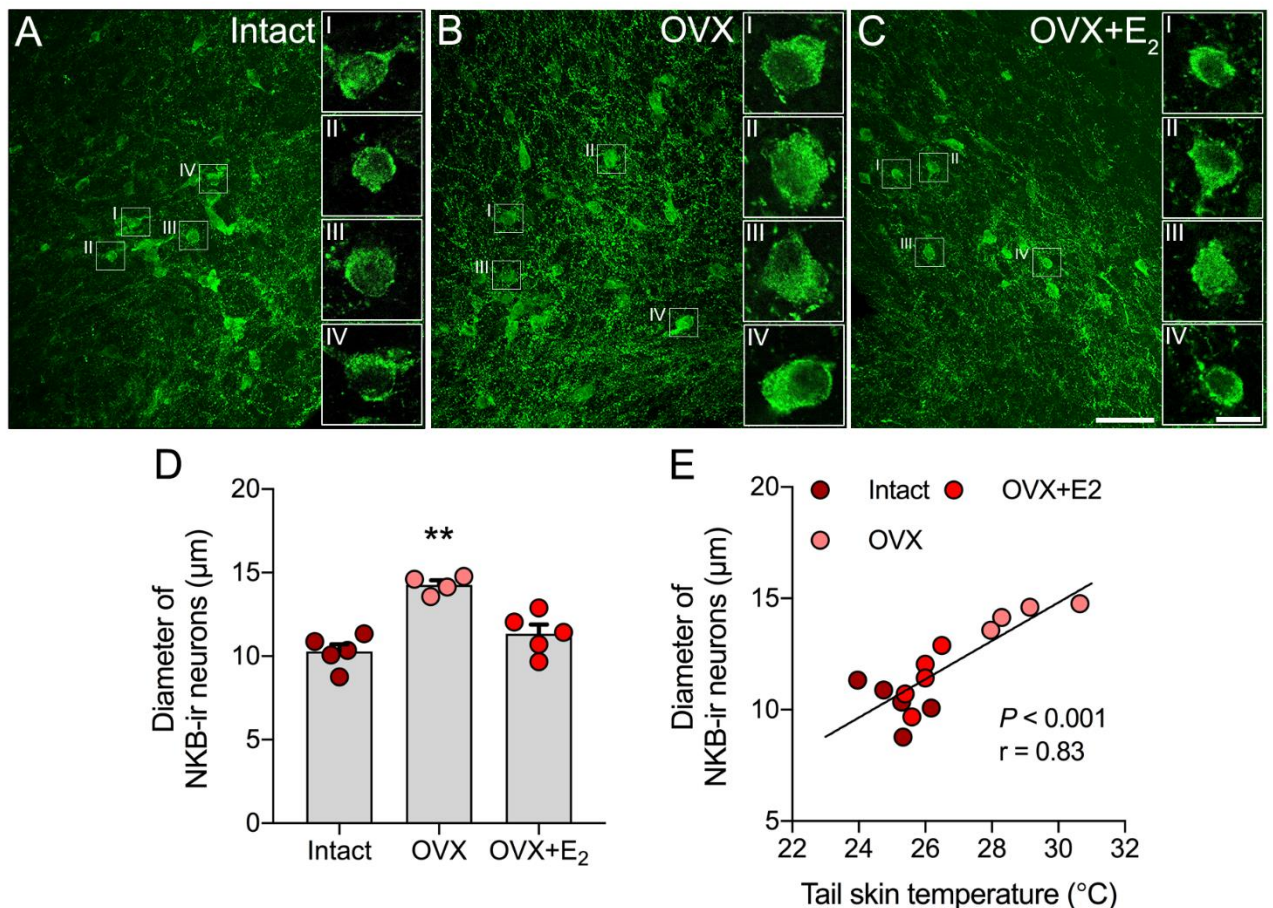 A Intact
I
II
III
IV
I
II
III
IV
B OVX
I
II
III
IV
I
II
III
IV
C OVX+E₂
I
II
III
IV
I
II
III
IV
D
Diameter of
NKB-ir neurons (μm)
20
15
10
5
0
**
Intact OVX OVX+E₂
E
Intact OVX+E2
OVX
Diameter of
NKB-ir neurons (μm)
20
15
10
5
P < 0.001
r = 0.83
22 24 26 28 30 32
Tail skin temperature (°C)